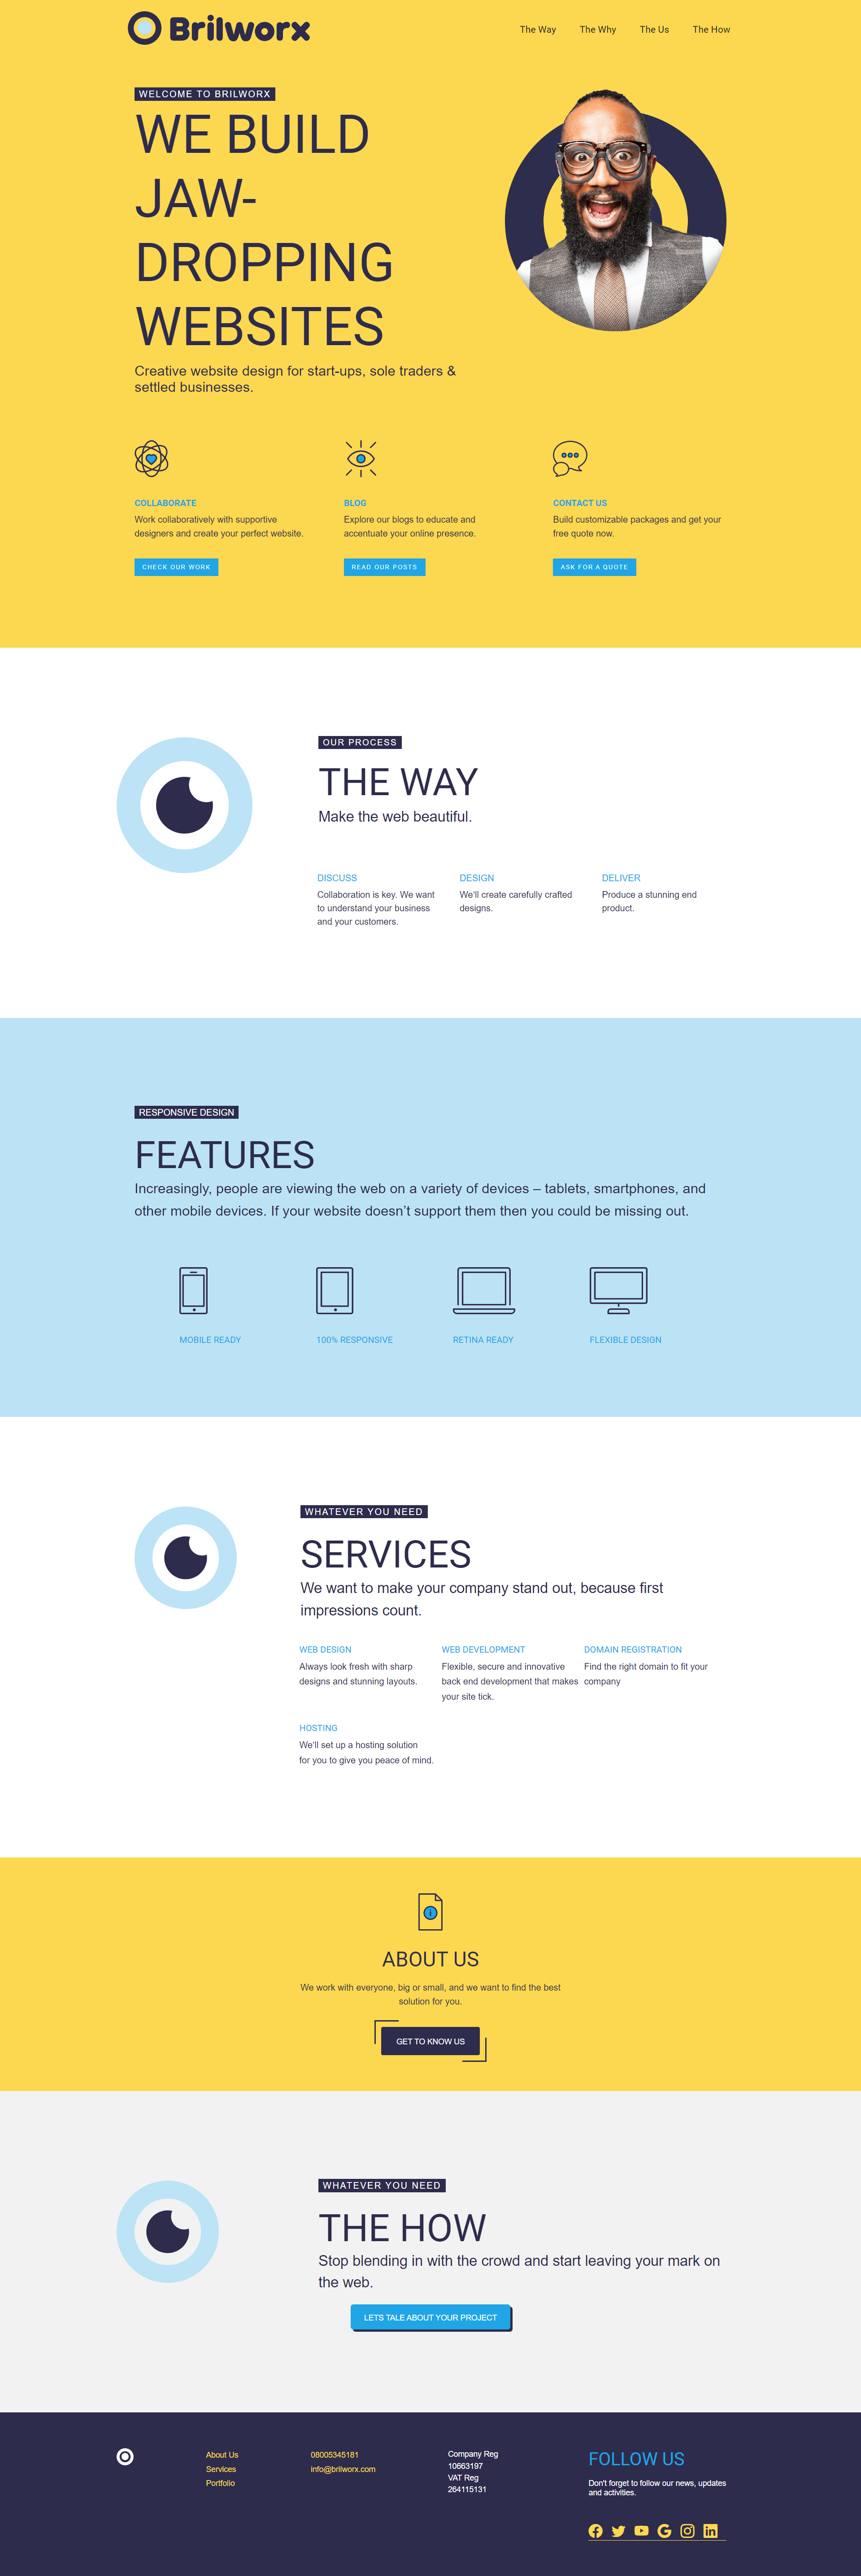 Brilworx
The Way
The Why
The Us
The How
WELCOME TO BRILWORX
WE BUILD
JAW-
DROPPING
WEBSITES
Creative website design for start-ups, sole traders &
settled businesses.
COLLABORATE
Work collaboratively with supportive
designers and create your perfect website.
CHECK OUR WORK
BLOG
Explore our blogs to educate and
accentuate your online presence.
READ OUR POSTS
CONTACT US
Build customizable packages and get your
free quote now.
ASK FOR A QUOTE
OUR PROCESS
THE WAY
Make the web beautiful.
DISCUSS
Collaboration is key. We want
to understand your business
and your customers.
DESIGN
We'll create carefully crafted
designs.
DELIVER
Produce a stunning end
product.
RESPONSIVE DESIGN
FEATURES
Increasingly, people are viewing the web on a variety of devices – tablets, smartphones, and
other mobile devices. If your website doesn't support them then you could be missing out.
MOBILE READY
100% RESPONSIVE
RETINA READY
FLEXIBLE DESIGN
WHATEVER YOU NEED
SERVICES
We want to make your company stand out, because first
impressions count.
WEB DESIGN
Always look fresh with sharp
designs and stunning layouts.
WEB DEVELOPMENT
Flexible, secure and innovative
back end development that makes
your site tick.
DOMAIN REGISTRATION
Find the right domain to fit your
company
HOSTING
We'll set up a hosting solution
for you to give you peace of mind.
ABOUT US
We work with everyone, big or small, and we want to find the best
solution for you.
GET TO KNOW US
WHATEVER YOU NEED
THE HOW
Stop blending in with the crowd and start leaving your mark on
the web.
LETS TALE ABOUT YOUR PROJECT
About Us
Services
Portfolio
08005345181
info@brilworx.com
Company Reg
10663197
VAT Reg
264115131
FOLLOW US
Don't forget to follow our news, updates
and activities.